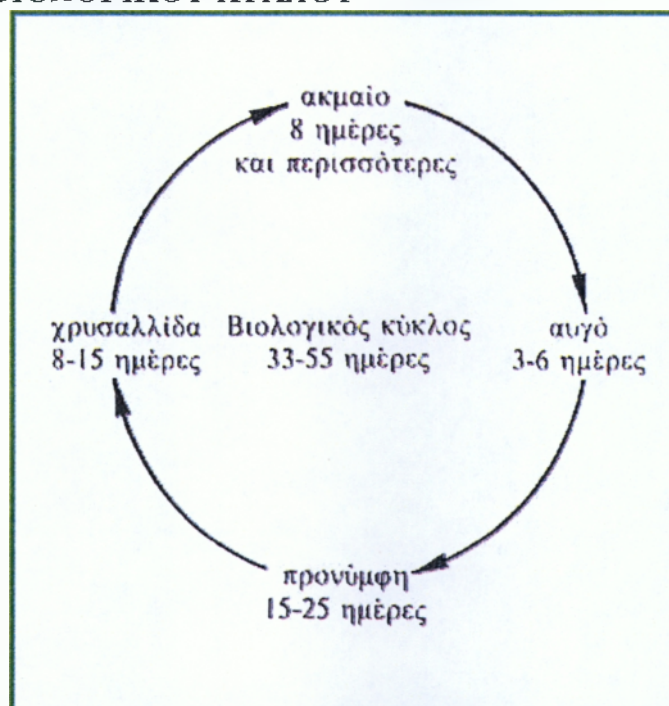 ακμαίο
8 ημέρες
και περισσότερες
χρυσαλλίδα
8-15 ημέρες
Βιολογικός κύκλος
33-55 ημέρες
αυγό
3-6 ημέρες
προνύμφη
15-25 ημέρες